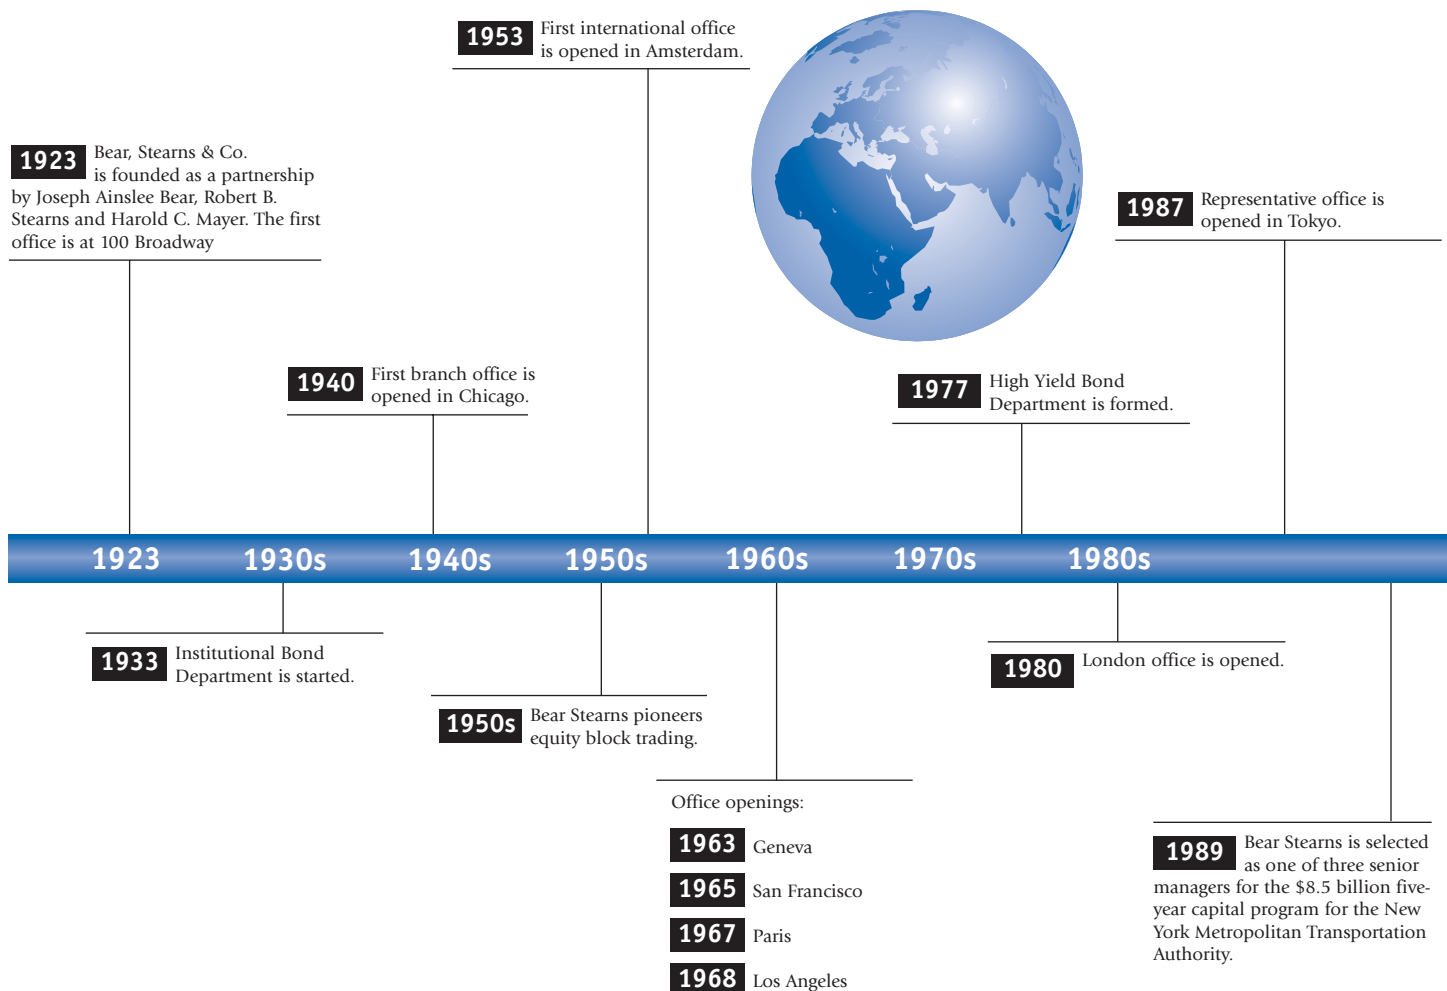 1953 First international office
is opened in Amsterdam.
1923 Bear, Stearns & Co.
is founded as a partnership
by Joseph Ainslee Bear, Robert B.
Stearns and Harold C. Mayer. The first
office is at 100 Broadway
1987 Representative office is
opened in Tokyo.
1940 First branch office is
opened in Chicago.
1977 High Yield Bond
Department is formed.
1923 1930s 1940s 1950s 1960s 1970s 1980s
1933 Institutional Bond
Department is started.
1950s Bear Stearns pioneers
equity block trading.
1980 London office is opened.
Office openings:
1963 Geneva
1965 San Francisco
1967 Paris
1968 Los Angeles
1989 Bear Stearns is selected
as one of three senior
managers for the $8.5 billion five-
year capital program for the New
York Metropolitan Transportation
Authority.